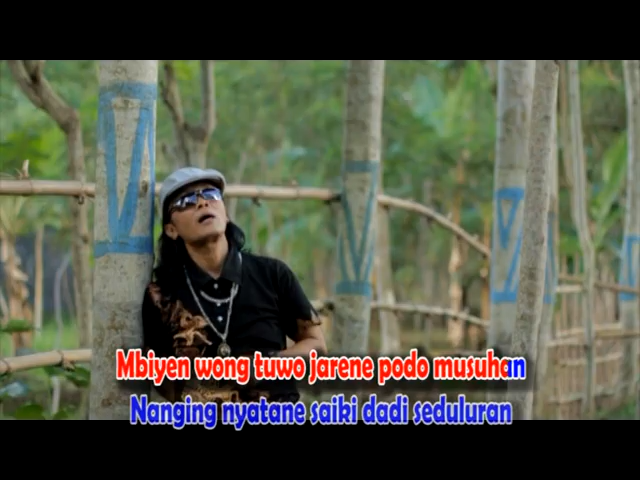 Mbiyen wong tuwo jarene podo musuhan
Nanging nyatane saiki dadi seduluran